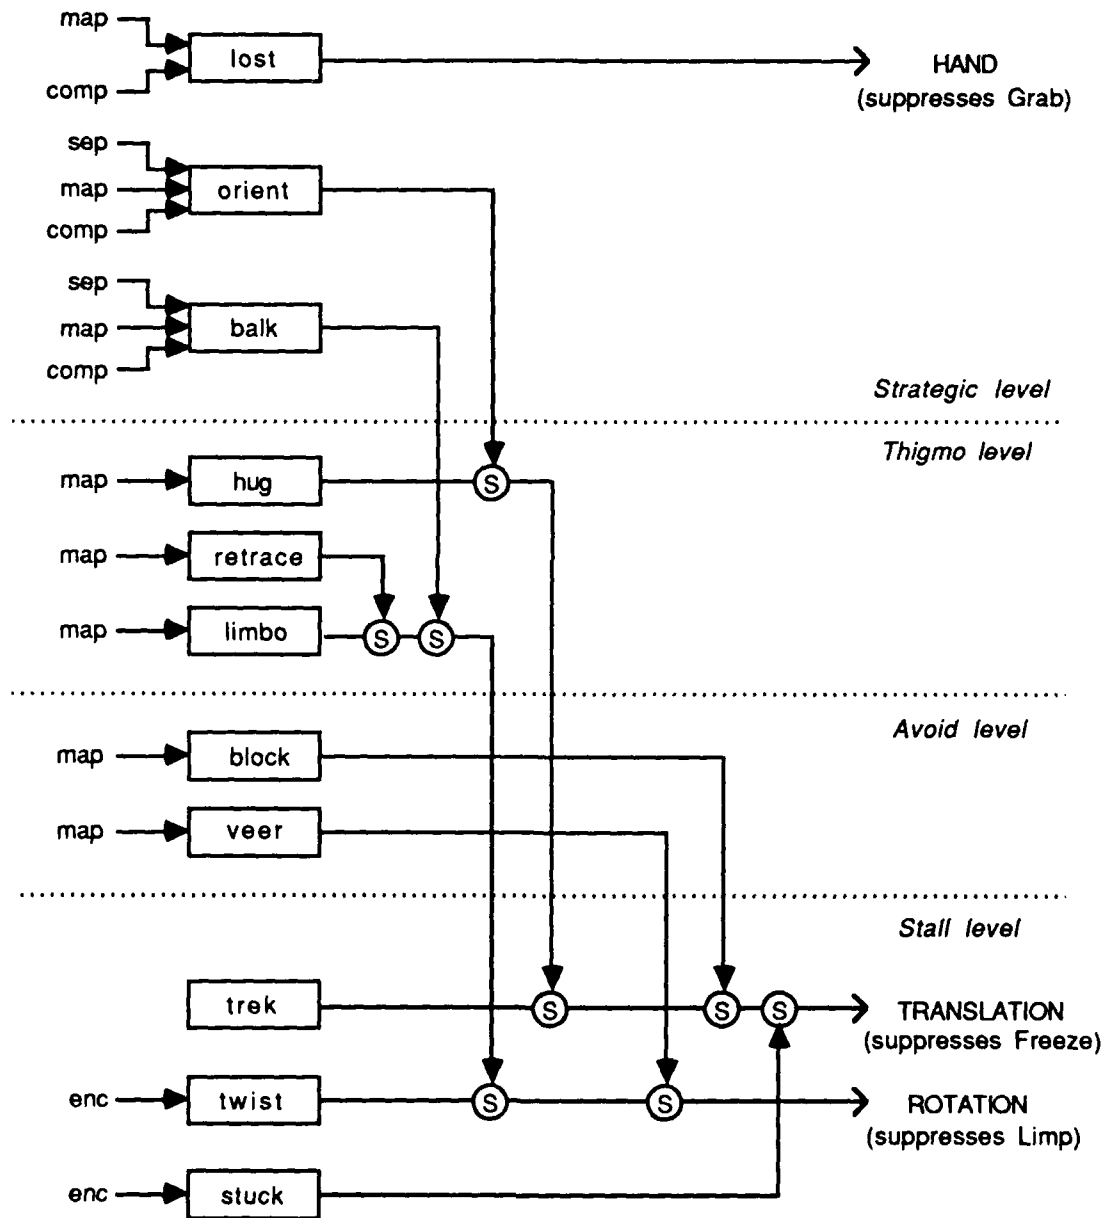 map
lost
comp
HAND
(suppresses Grab)
sep
map
orient
comp
sep
map
balk
comp
Strategic level
Thigmo level
map
hug
S
map
retrace
map
limbo
S
S
Avoid level
map
block
map
veer
Stall level
trek
S
S
S
TRANSLATION
(suppresses Freeze)
enc
twist
S
S
ROTATION
(suppresses Limp)
enc
stuck